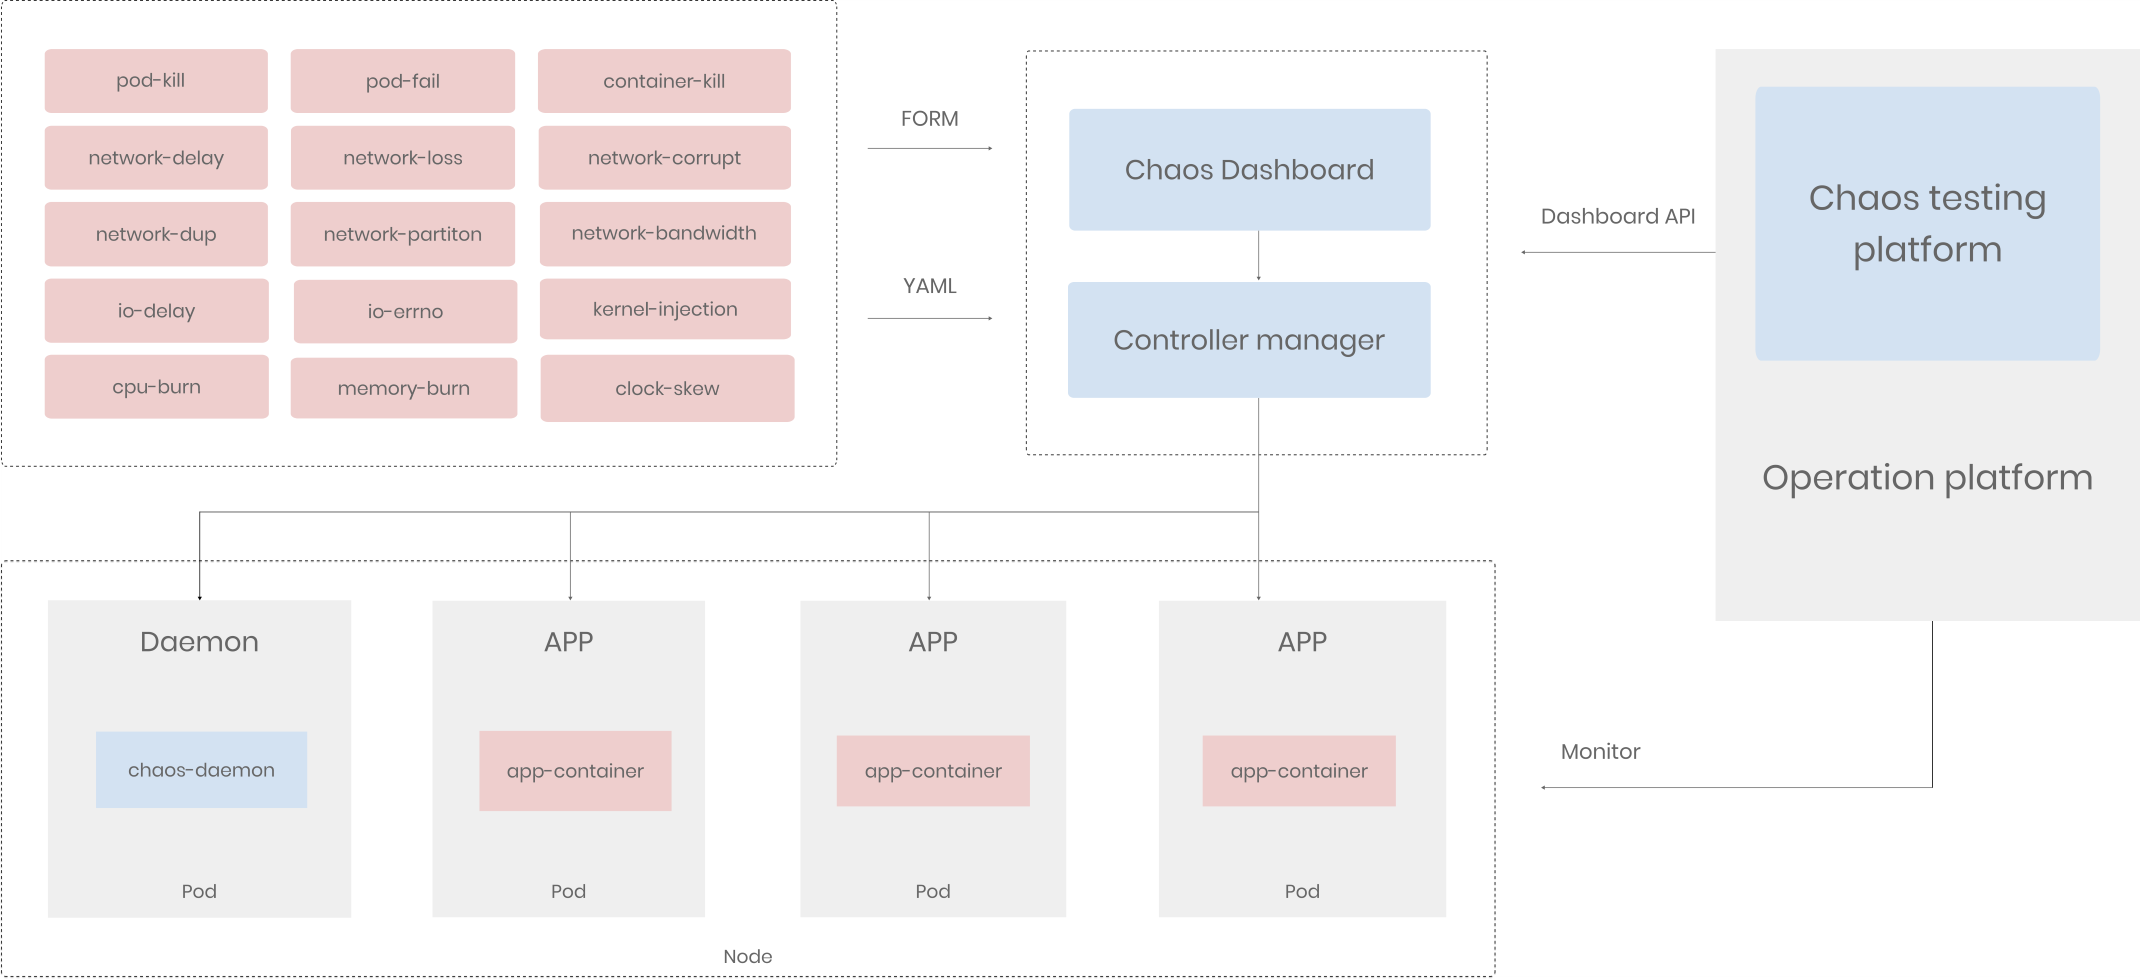 pod-kill
pod-fail
container-kill
network-delay
network-loss
network-corrupt
network-dup
network-partiton
network-bandwidth
io-delay
io-errno
kernel-injection
cpu-burn
memory-burn
clock-skew
FORM
YAML
Chaos Dashboard
Controller manager
Dashboard API
Chaos testing
platform
Operation platform
Daemon
chaos-daemon
Pod
APP
app-container
Pod
APP
app-container
Pod
APP
app-container
Pod
Node
Monitor